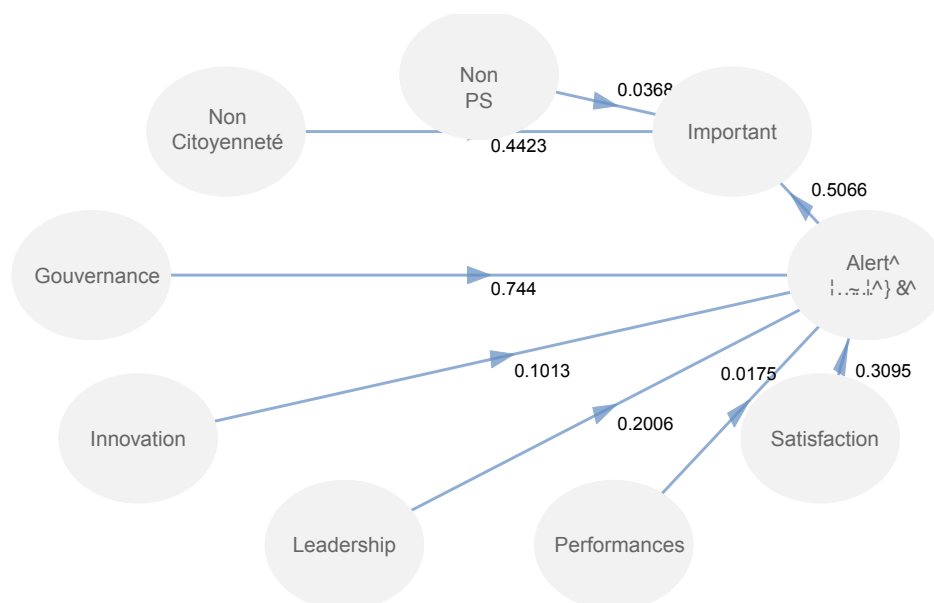 Non
PS
0.0368
Non
Citoyenneté
Important
0.4423
0.5066
Gouvernance
Alert^
0.744
0.1013
0.0175
0.3095
0.2006
Innovation
Satisfaction
Leadership
Performances